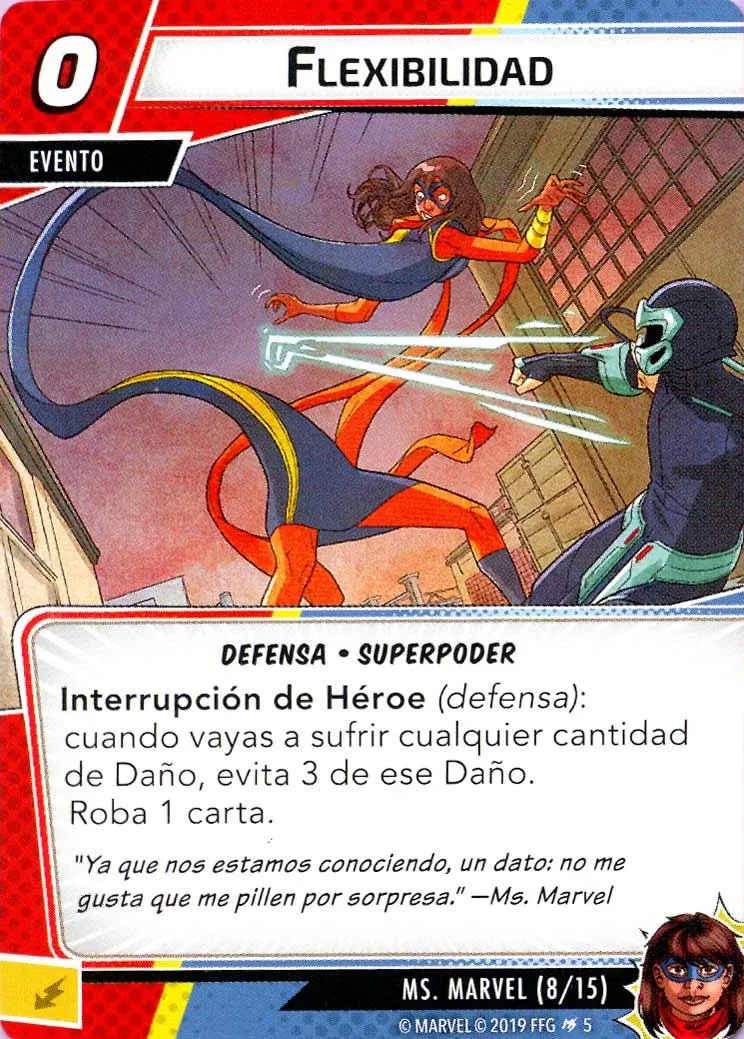 0
FLEXIBILIDAD
EVENTO
DEFENSA • SUPERPODER
Interrupción de Héroe (defensa):
cuando vayas a sufrir cualquier cantidad
de Daño, evita 3 de ese Daño.
Roba 1 carta.
"Ya que nos estamos conociendo, un dato: no me
gusta que me pillen por sorpresa." —Ms. Marvel
MS. MARVEL (8/15)
© MARVEL © 2019 FFG 5